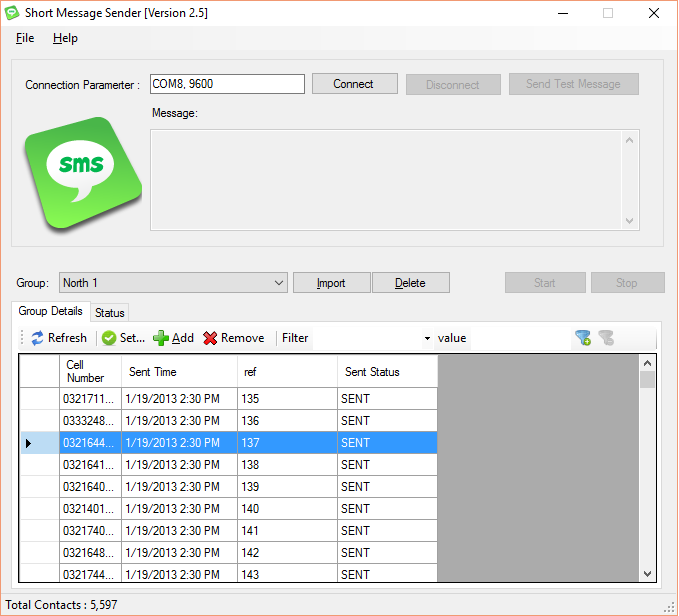 Short Message Sender [Version 2.5]
File Help
Connection Paramerter : COM8, 9600 Connect Disconnect Send Test Message
Message:
sms
Group: North 1 Import Delete Start Stop
Group Details Status
Refresh Set... Add Remove Filter value
Cell Number Sent Time ref Sent Status
0321711... 1/19/2013 2:30 PM 135 SENT
0333248... 1/19/2013 2:30 PM 136 SENT
0321644... 1/19/2013 2:30 PM 137 SENT
0321641... 1/19/2013 2:30 PM 138 SENT
0321640... 1/19/2013 2:30 PM 139 SENT
0321401... 1/19/2013 2:30 PM 140 SENT
0321740... 1/19/2013 2:30 PM 141 SENT
0321648... 1/19/2013 2:30 PM 142 SENT
0321744... 1/19/2013 2:30 PM 143 SENT
Total Contacts : 5,597